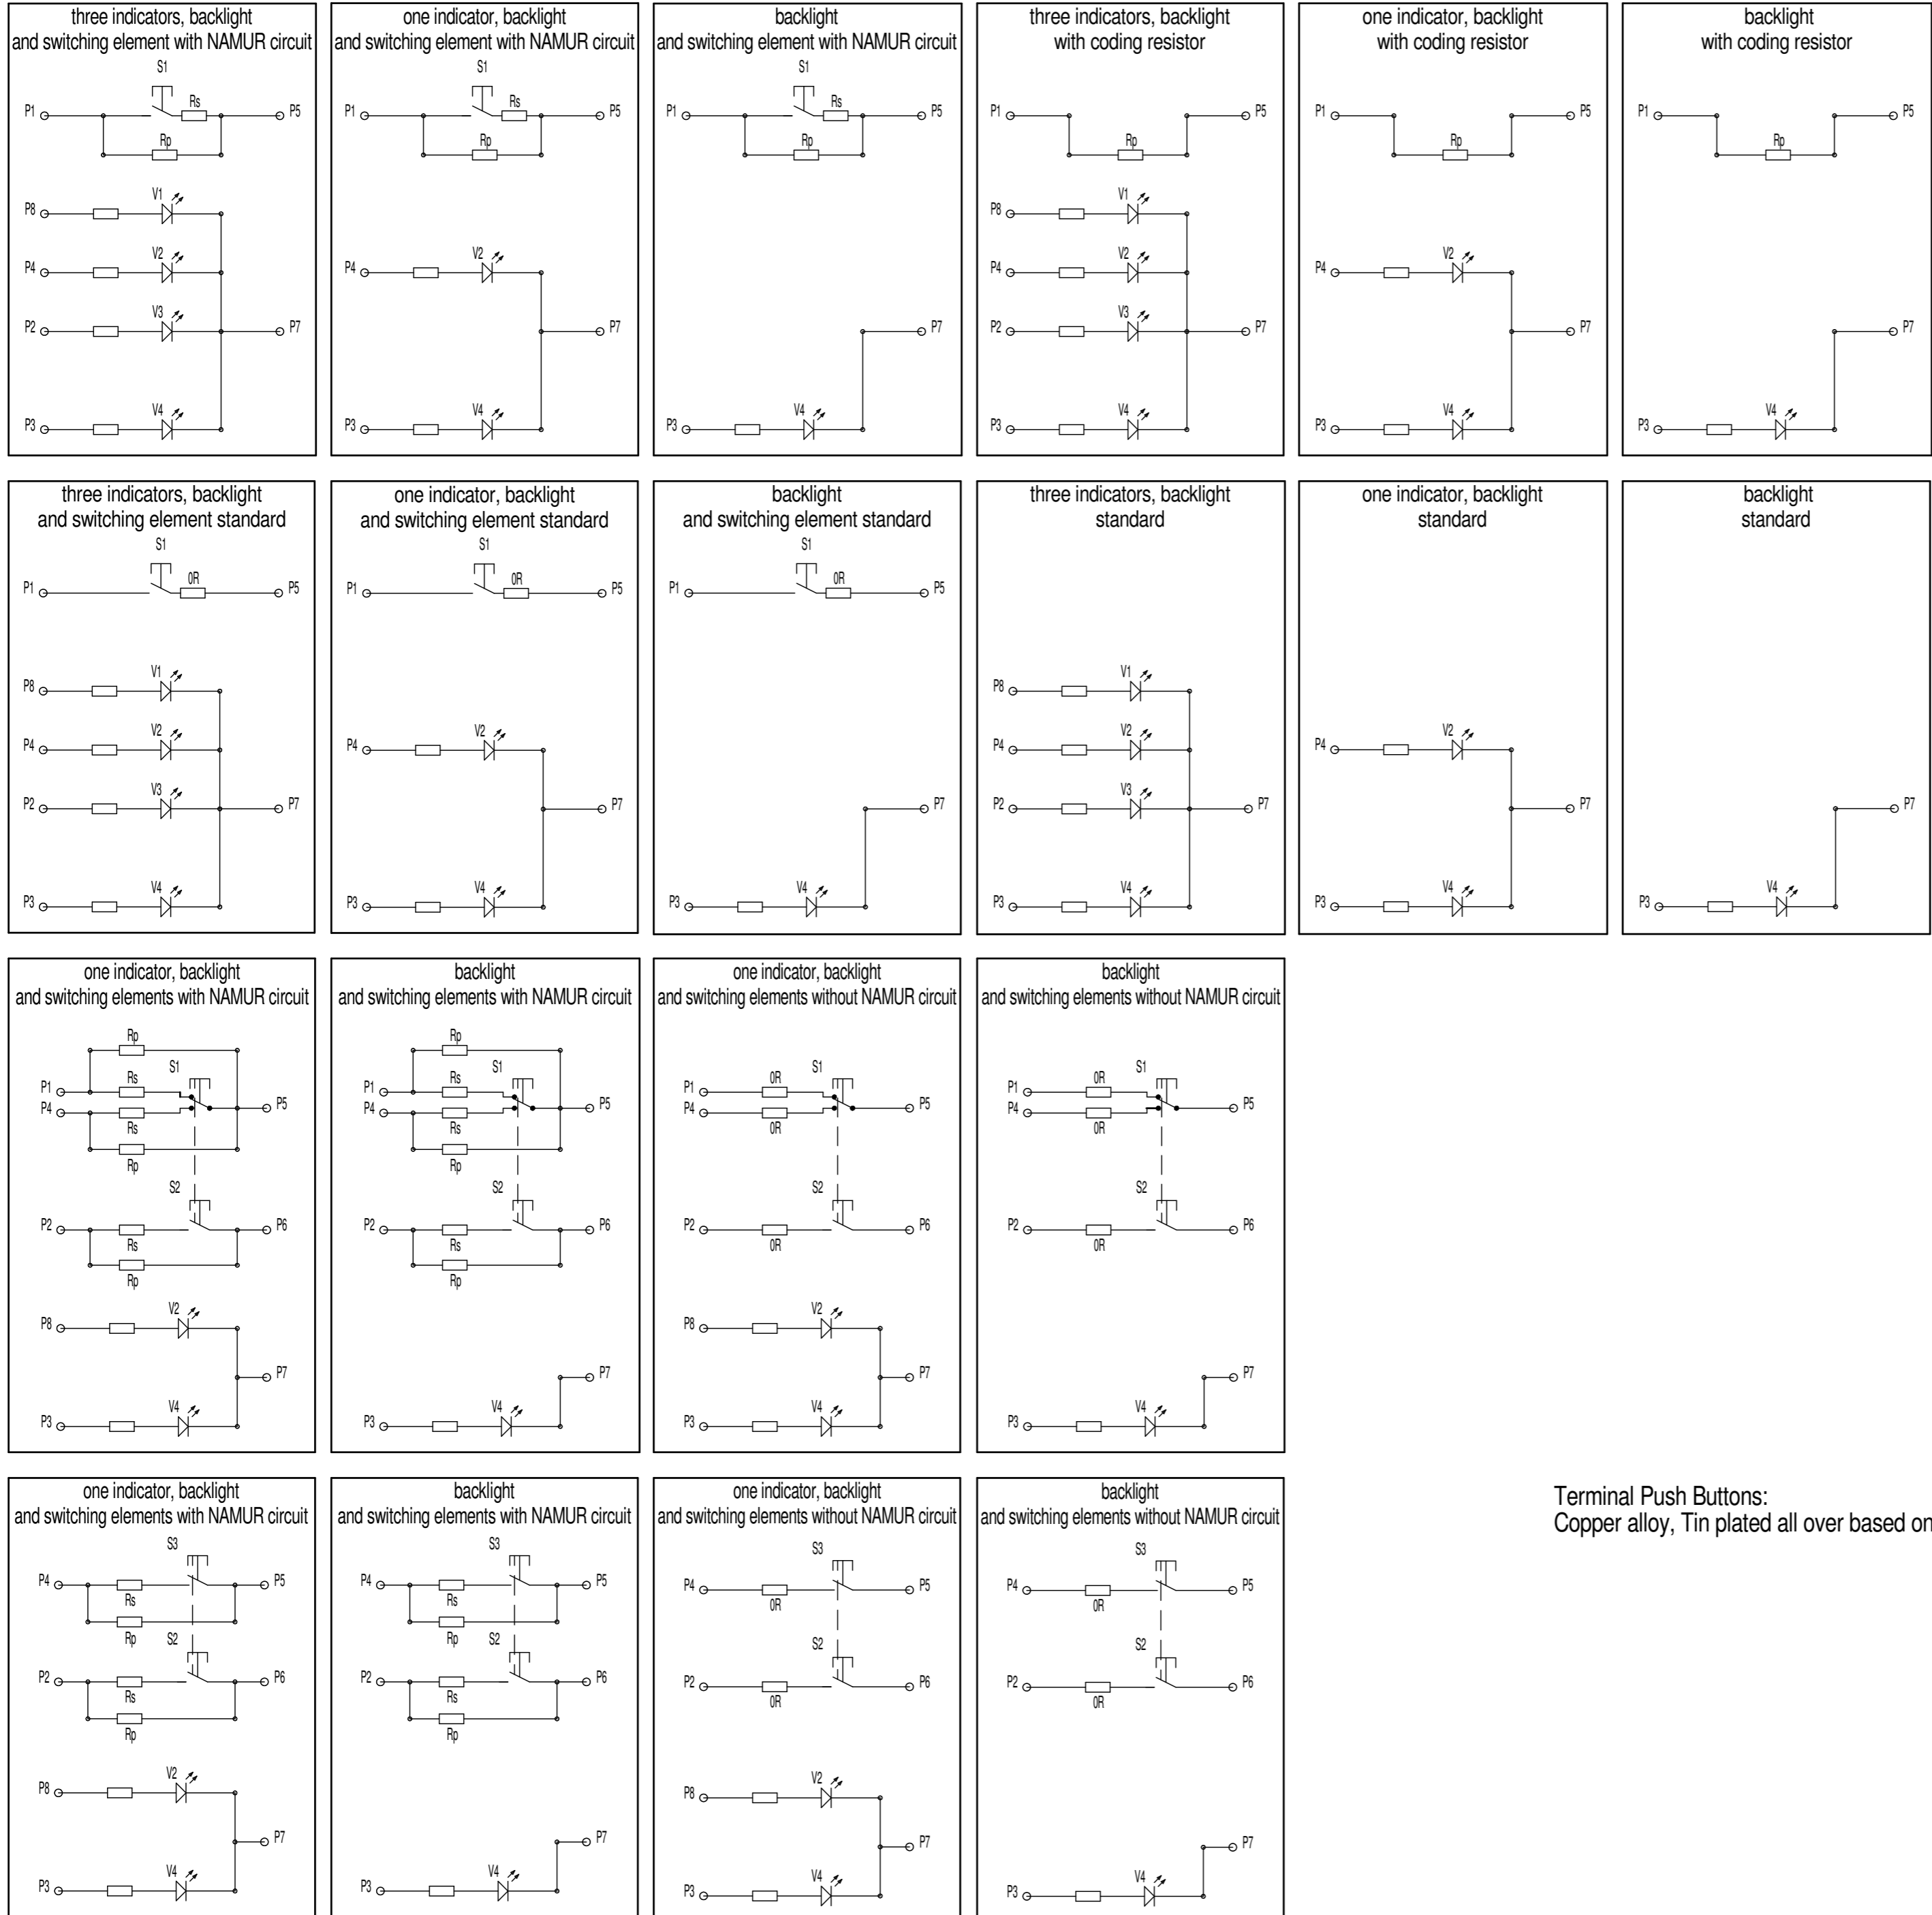 three indicators, backlight
and switching element with NAMUR circuit
S1
P1
Rs
P5
Rp
V1
P8
V2
P4
V3
P2
P7
V4
P3
one indicator, backlight
and switching element with NAMUR circuit
S1
P1
Rs
P5
Rp
V2
P4
P7
V4
P3
backlight
and switching element with NAMUR circuit
S1
P1
Rs
P5
Rp
P7
V4
P3
three indicators, backlight
with coding resistor
P1
P5
Rp
V1
P8
V2
P4
V3
P2
P7
V4
P3
one indicator, backlight
with coding resistor
P1
P5
Rp
V2
P4
P7
V4
P3
backlight
with coding resistor
P1
P5
Rp
P7
V4
P3
three indicators, backlight
and switching element standard
S1
P1
0R
P5
V1
P8
V2
P4
V3
P2
P7
V4
P3
one indicator, backlight
and switching element standard
S1
P1
0R
P5
V2
P4
P7
V4
P3
backlight
and switching element standard
S1
P1
0R
P5
P7
V4
P3
three indicators, backlight
standard
V1
P8
V2
P4
V3
P2
P7
V4
P3
one indicator, backlight
standard
V2
P4
P7
V4
P3
backlight
standard
P7
V4
P3
one indicator, backlight
and switching elements with NAMUR circuit
Rp
S1
P1
Rs
P4
P5
Rs
Rp
S2
P2
P6
Rs
Rp
V2
P8
P7
V4
P3
backlight
and switching elements with NAMUR circuit
Rp
S1
P1
Rs
P4
P5
Rs
Rp
S2
P2
P6
Rs
Rp
P7
V4
P3
one indicator, backlight
and switching elements without NAMUR circuit
S1
P1
0R
P4
P5
0R
S2
P2
P6
0R
V2
P8
P7
V4
P3
backlight
and switching elements without NAMUR circuit
S1
P1
0R
P4
P5
0R
S2
P2
P6
0R
P7
V4
P3
one indicator, backlight
and switching elements with NAMUR circuit
S3
P4
P5
Rs
Rp
S2
P2
P6
Rs
Rp
V2
P8
P7
V4
P3
backlight
and switching elements with NAMUR circuit
S3
P4
P5
Rs
Rp
S2
P2
P6
Rs
Rp
P7
V4
P3
one indicator, backlight
and switching elements without NAMUR circuit
S3
P4
P5
0R
S2
P2
P6
0R
V2
P8
P7
V4
P3
backlight
and switching elements without NAMUR circuit
S3
P4
P5
0R
S2
P2
P6
0R
P7
V4
P3
Terminal Push Buttons:
Copper alloy, Tin plated all over based on